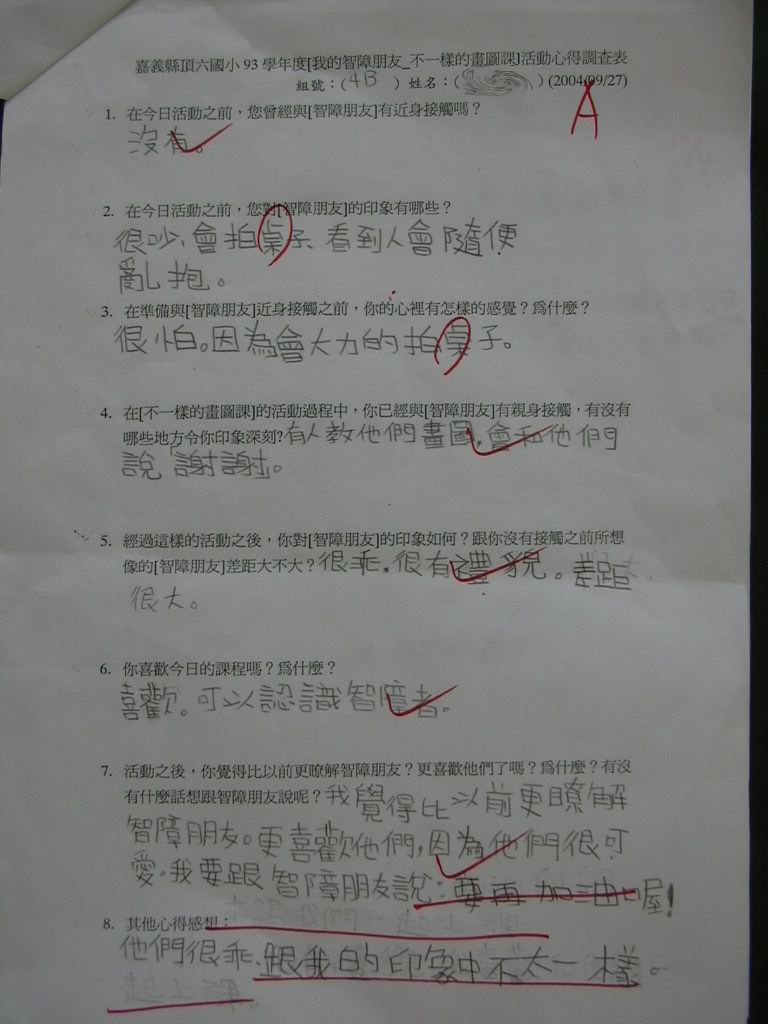 嘉義縣頂六國小93學年度[我的智障朋友_不一樣的畫圖課]活動心得調查表
組號：(4B ) 姓名：( ) (2004/09/27)
A
1. 在今日活動之前，您曾經與[智障朋友]有近身接觸嗎？
沒有。
2. 在今日活動之前，您對[智障朋友]的印象有哪些？
很吵、會拍桌子、看到人會隨便
亂抱。
3. 在準備與[智障朋友]近身接觸之前，你的心裡有怎樣的感覺？為什麼？
很怕。因為會大力的拍桌子。
4. 在[不一樣的畫圖課]的活動過程中，你已經與[智障朋友]有親身接觸，有沒有
哪些地方令你印象深刻?有人教他們畫圖，會和他們
說「謝謝」。
5. 經過這樣的活動之後，你對[智障朋友]的印象如何？跟你沒有接觸之前所想
像的[智障朋友]差距大不大？很乖。很有禮貌。差距
很大。
6. 你喜歡今日的課程嗎？為什麼？
喜歡。可以認識智障者。
7. 活動之後，你覺得比以前更瞭解智障朋友？更喜歡他們了嗎？為什麼？有沒
有什麼話想跟智障朋友說呢？我覺得比以前更瞭解
智障朋友。更喜歡他們，因為他們很可
愛。我要跟智障朋友說：要再加油喔！
8. 其他心得感想：
他們很乖、跟我的印象中不太一樣。
起上課。